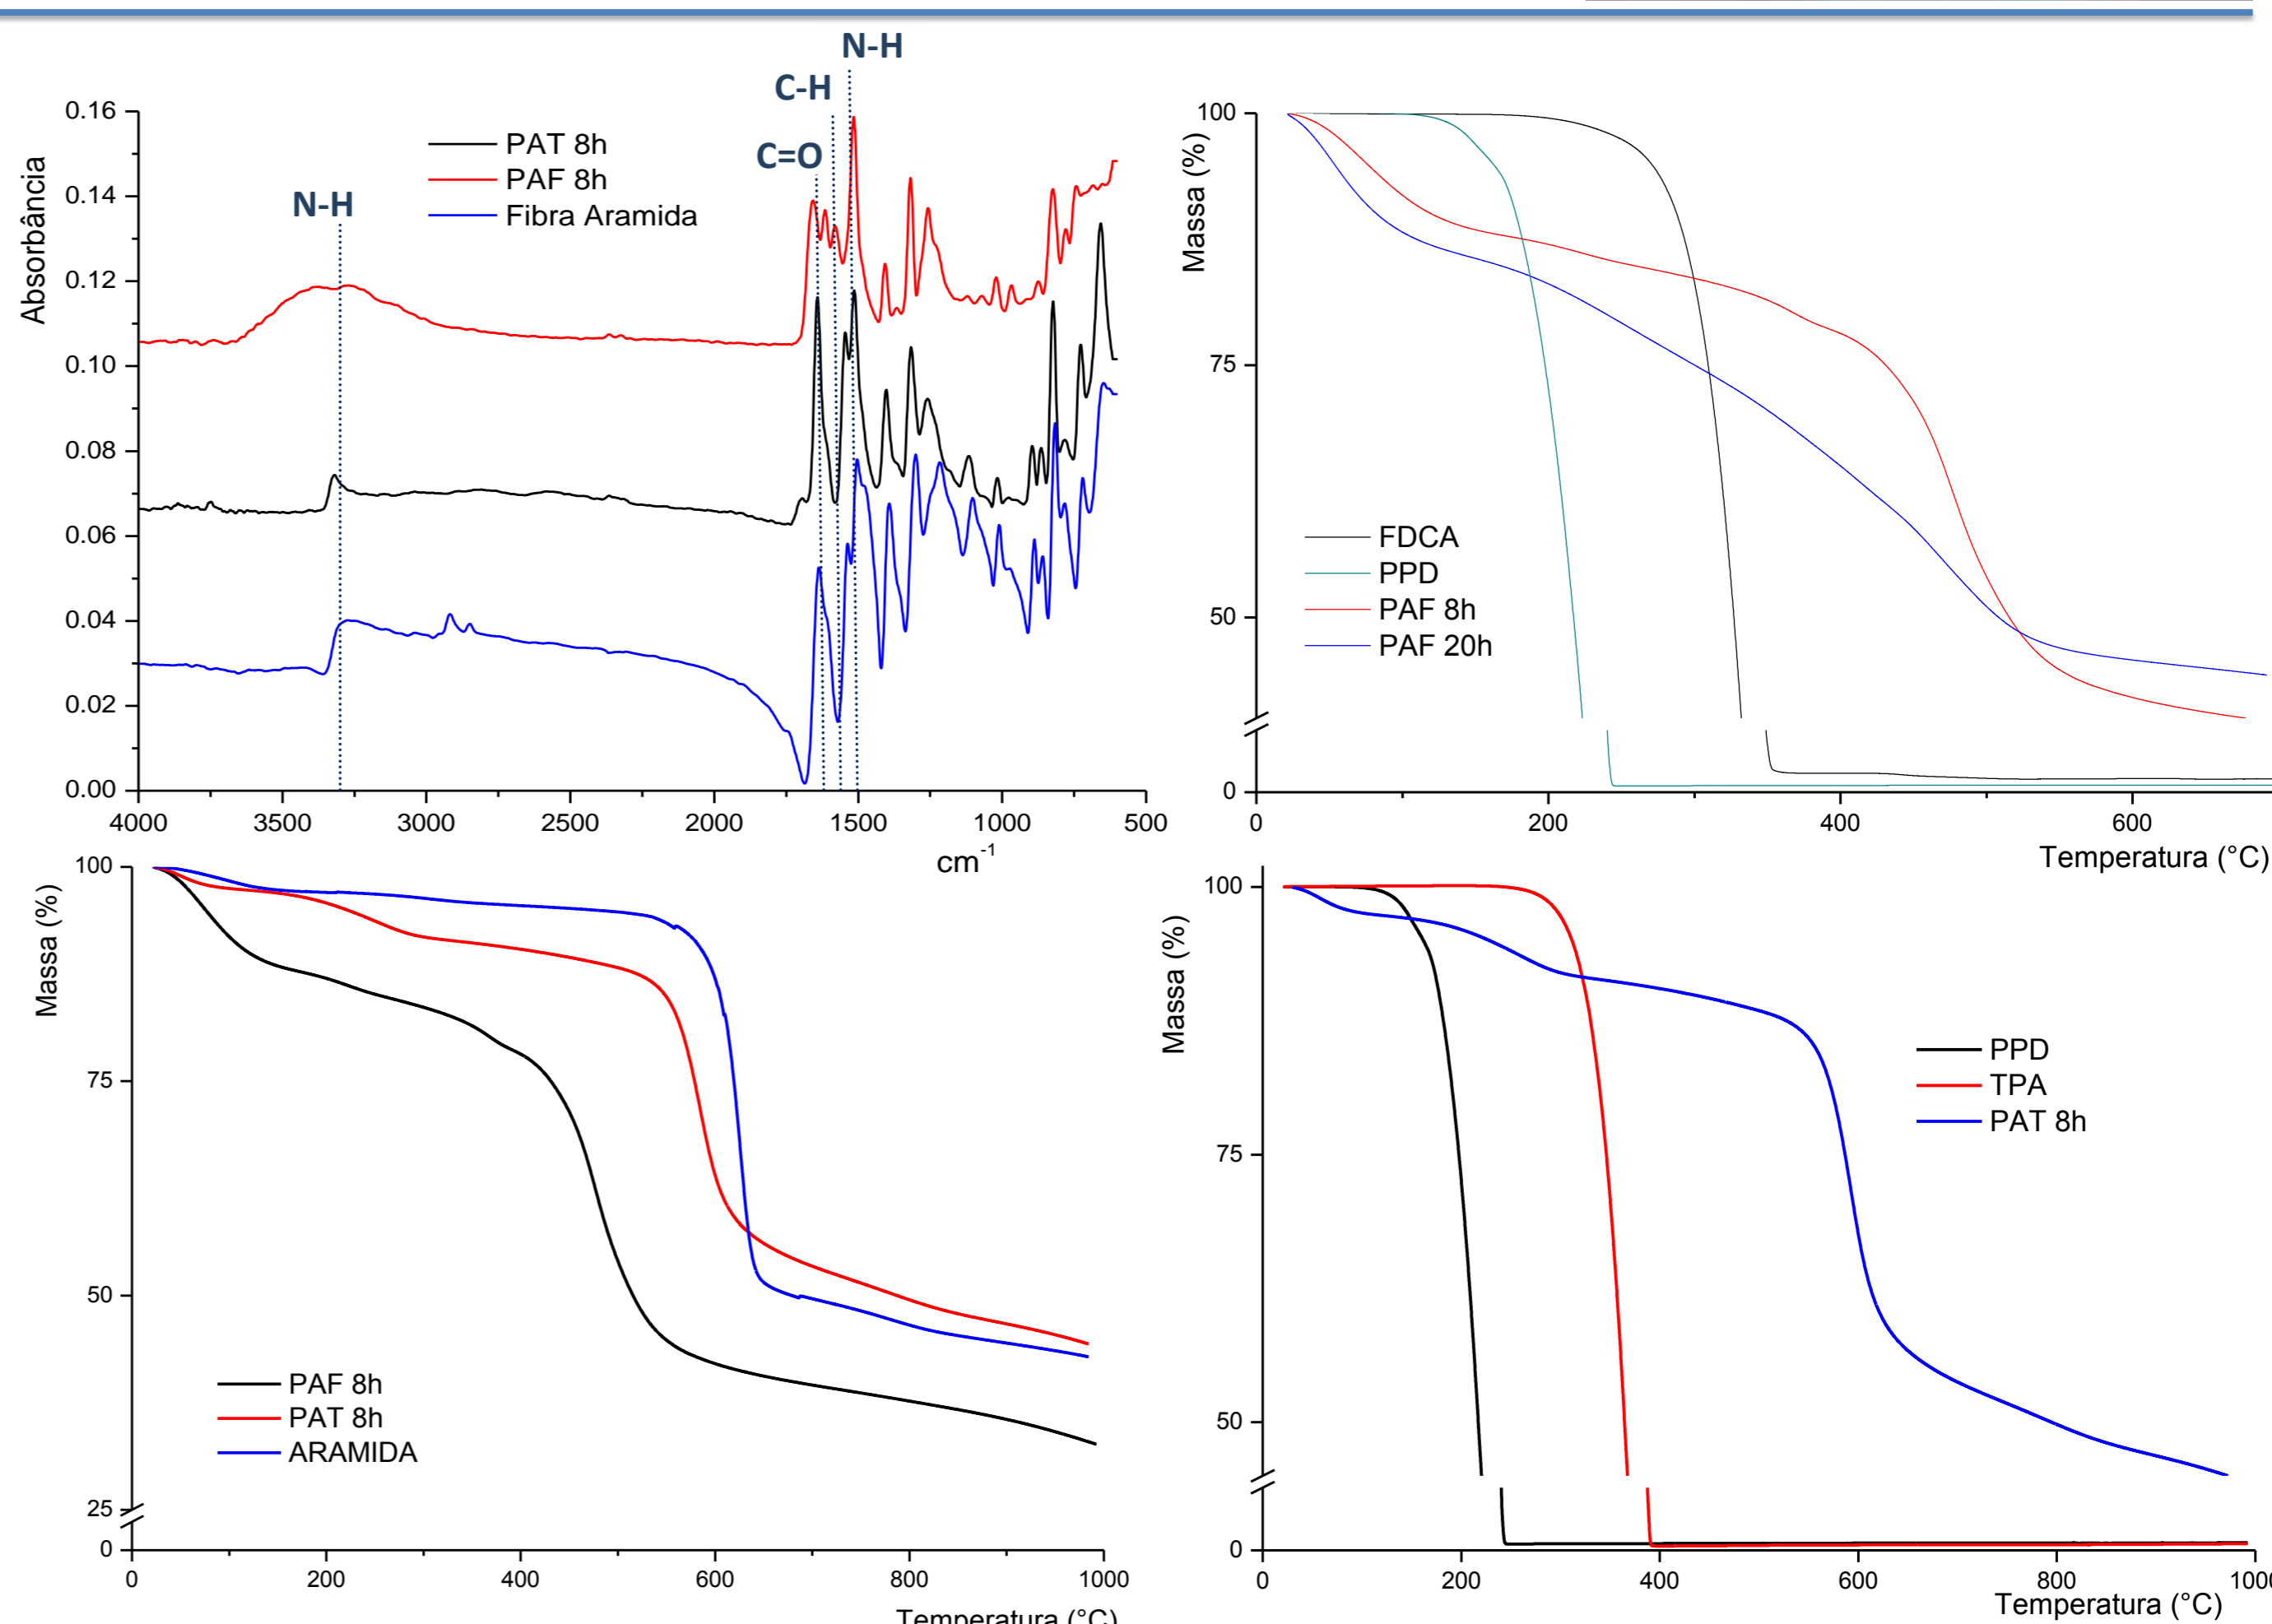 N-H
C-H
C=O
N-H
PAT 8h
PAF 8h
Fibra Aramida
Absorbância
0.16
0.14
0.12
0.10
0.08
0.06
0.04
0.02
0.00
4000 3500 3000 2500 2000 1500 1000 500
cm-1
Massa (%)
100
75
50
0
FDCA
PPD
PAF 8h
PAF 20h
0 200 400 600
Temperatura (°C)
Massa (%)
100
75
50
25
0
PAF 8h
PAT 8h
ARAMIDA
0 200 400 600 800 1000
Temperatura (°C)
Massa (%)
100
75
50
0
PPD
TPA
PAT 8h
0 200 400 600 800 1000
Temperatura (°C)